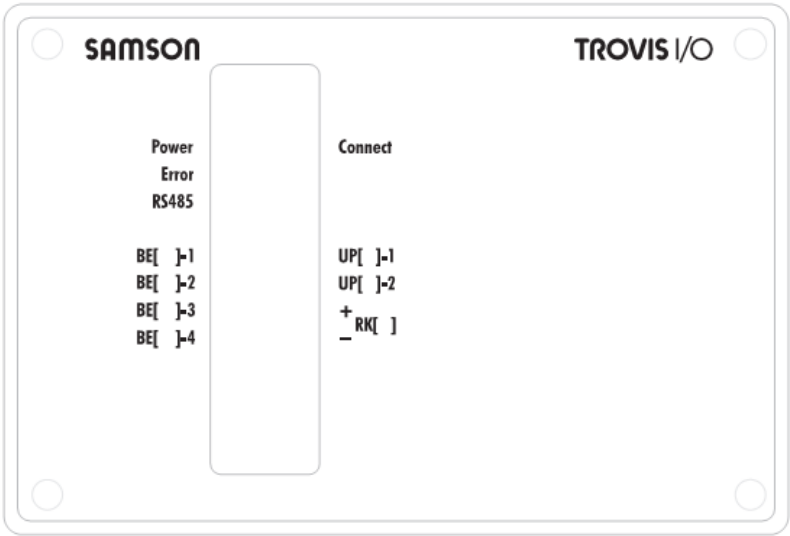 SAMSON TROVIS I/O
Power Connect
Error
RS485
BE[ ]-1 UP[ ]-1
BE[ ]-2 UP[ ]-2
BE[ ]-3 +
RK[ ]
BE[ ]-4 –